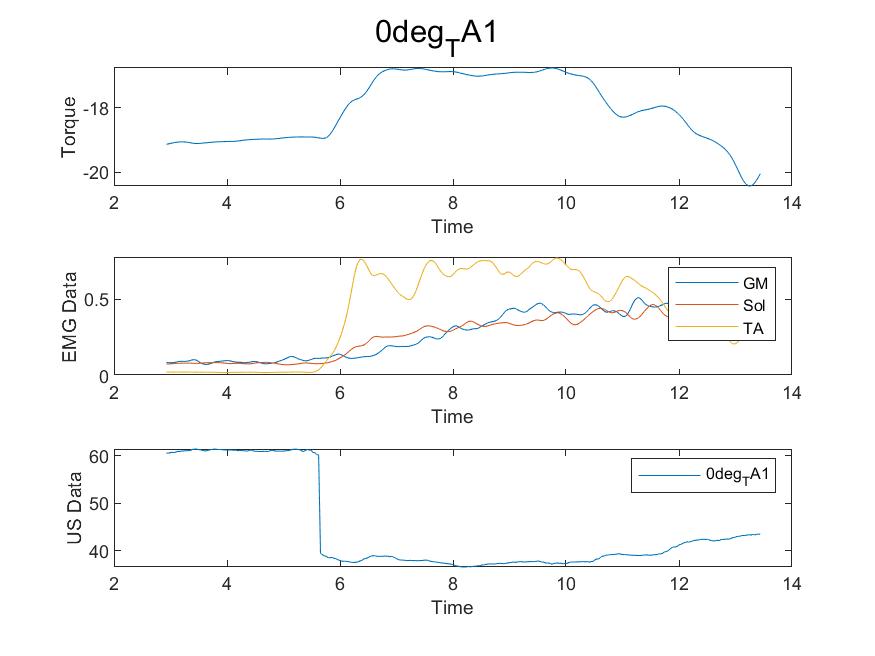 0deg_TA1
Torque
-18
-20
2 4 6 8 10 12 14
Time
EMG Data
0.5
0
GM
Sol
TA
2 4 6 8 10 12 14
Time
US Data
60
50
40
0deg_TA1
2 4 6 8 10 12 14
Time